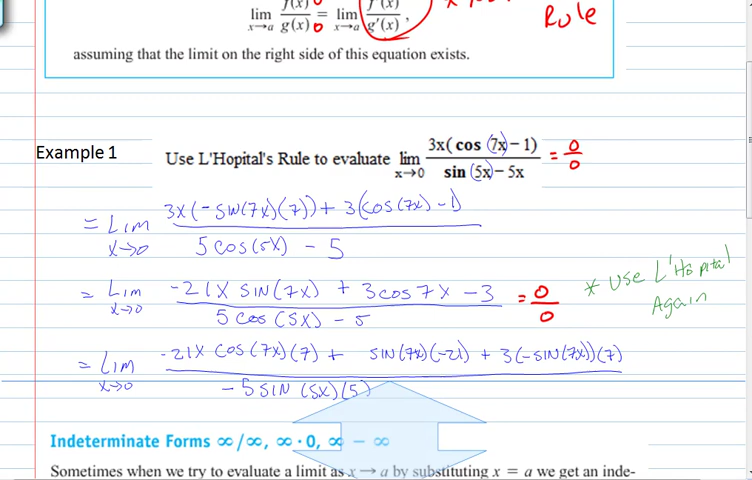 lim x→a f(x)/g(x) 0/0 = lim x→a f'(x)/g'(x),
Rule
assuming that the limit on the right side of this equation exists.
Example 1
Use L'Hopital's Rule to evaluate lim x→0 3x(cos (7x) − 1) / sin (5x) − 5x = 0/0
= Lim x→0 3x(-sin(7x)(7)) + 3(cos(7x) - 1) / 5cos(5x) - 5
= Lim x→0 -21x sin(7x) + 3cos7x - 3 / 5cos(5x) - 5 = 0/0
* Use L'Hopital
Again
= Lim x→0 -21x cos(7x)(7) + sin(7x)(-21) + 3(-sin(7x))(7) / -5sin(5x)(5)
Indeterminate Forms ∞/∞, ∞ · 0, ∞ − ∞
Sometimes when we try to evaluate a limit as x → a by substituting x = a we get an inde-